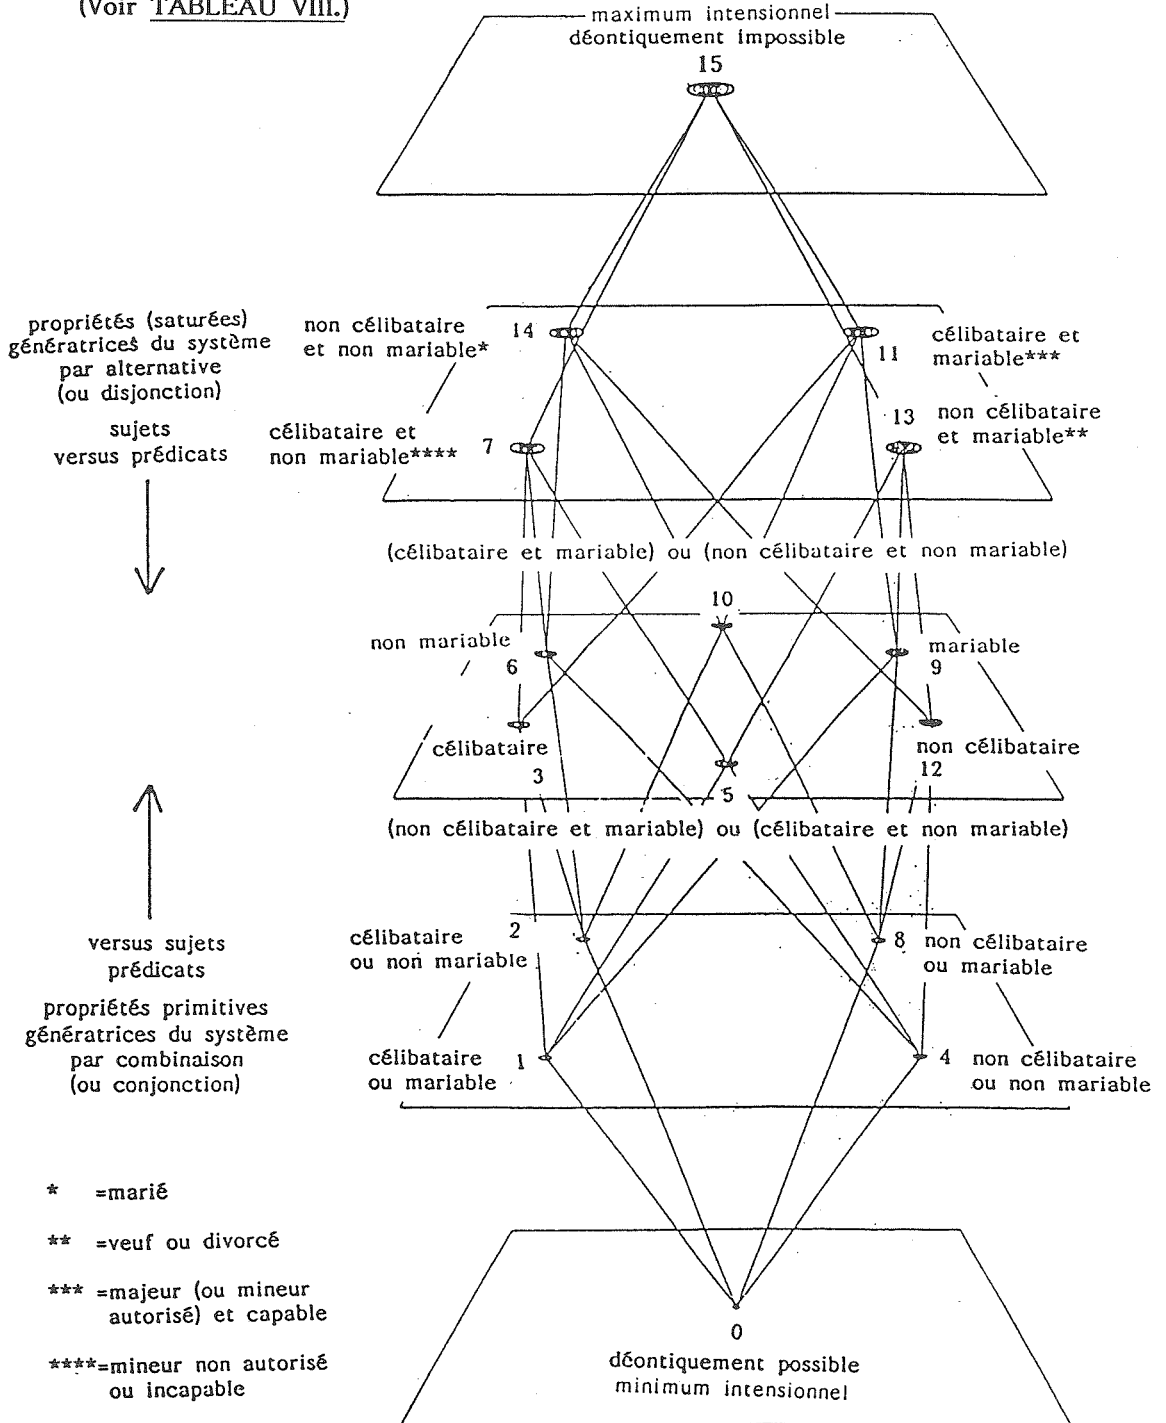 (Voir TABLEAU VIII.)
maximum intensionnel
déontiquement impossible
15
propriétés (saturées)
génératrices du système
par alternative
(ou disjonction)
sujets
versus prédicats
non célibataire
et non mariable*
14
11
célibataire et
mariable***
célibataire et
non mariable****
7
13
non célibataire
et mariable**
(célibataire et mariable) ou (non célibataire et non mariable)
10
non mariable
6
mariable
9
célibataire
3
non célibataire
12
5
(non célibataire et mariable) ou (célibataire et non mariable)
versus sujets
prédicats
propriétés primitives
génératrices du système
par combinaison
(ou conjonction)
célibataire
ou non mariable
2
8
non célibataire
ou mariable
célibataire
ou mariable
1
4
non célibataire
ou non mariable
* =marié
** =veuf ou divorcé
*** =majeur (ou mineur
autorisé) et capable
****=mineur non autorisé
ou incapable
0
déontiquement possible
minimum intensionnel